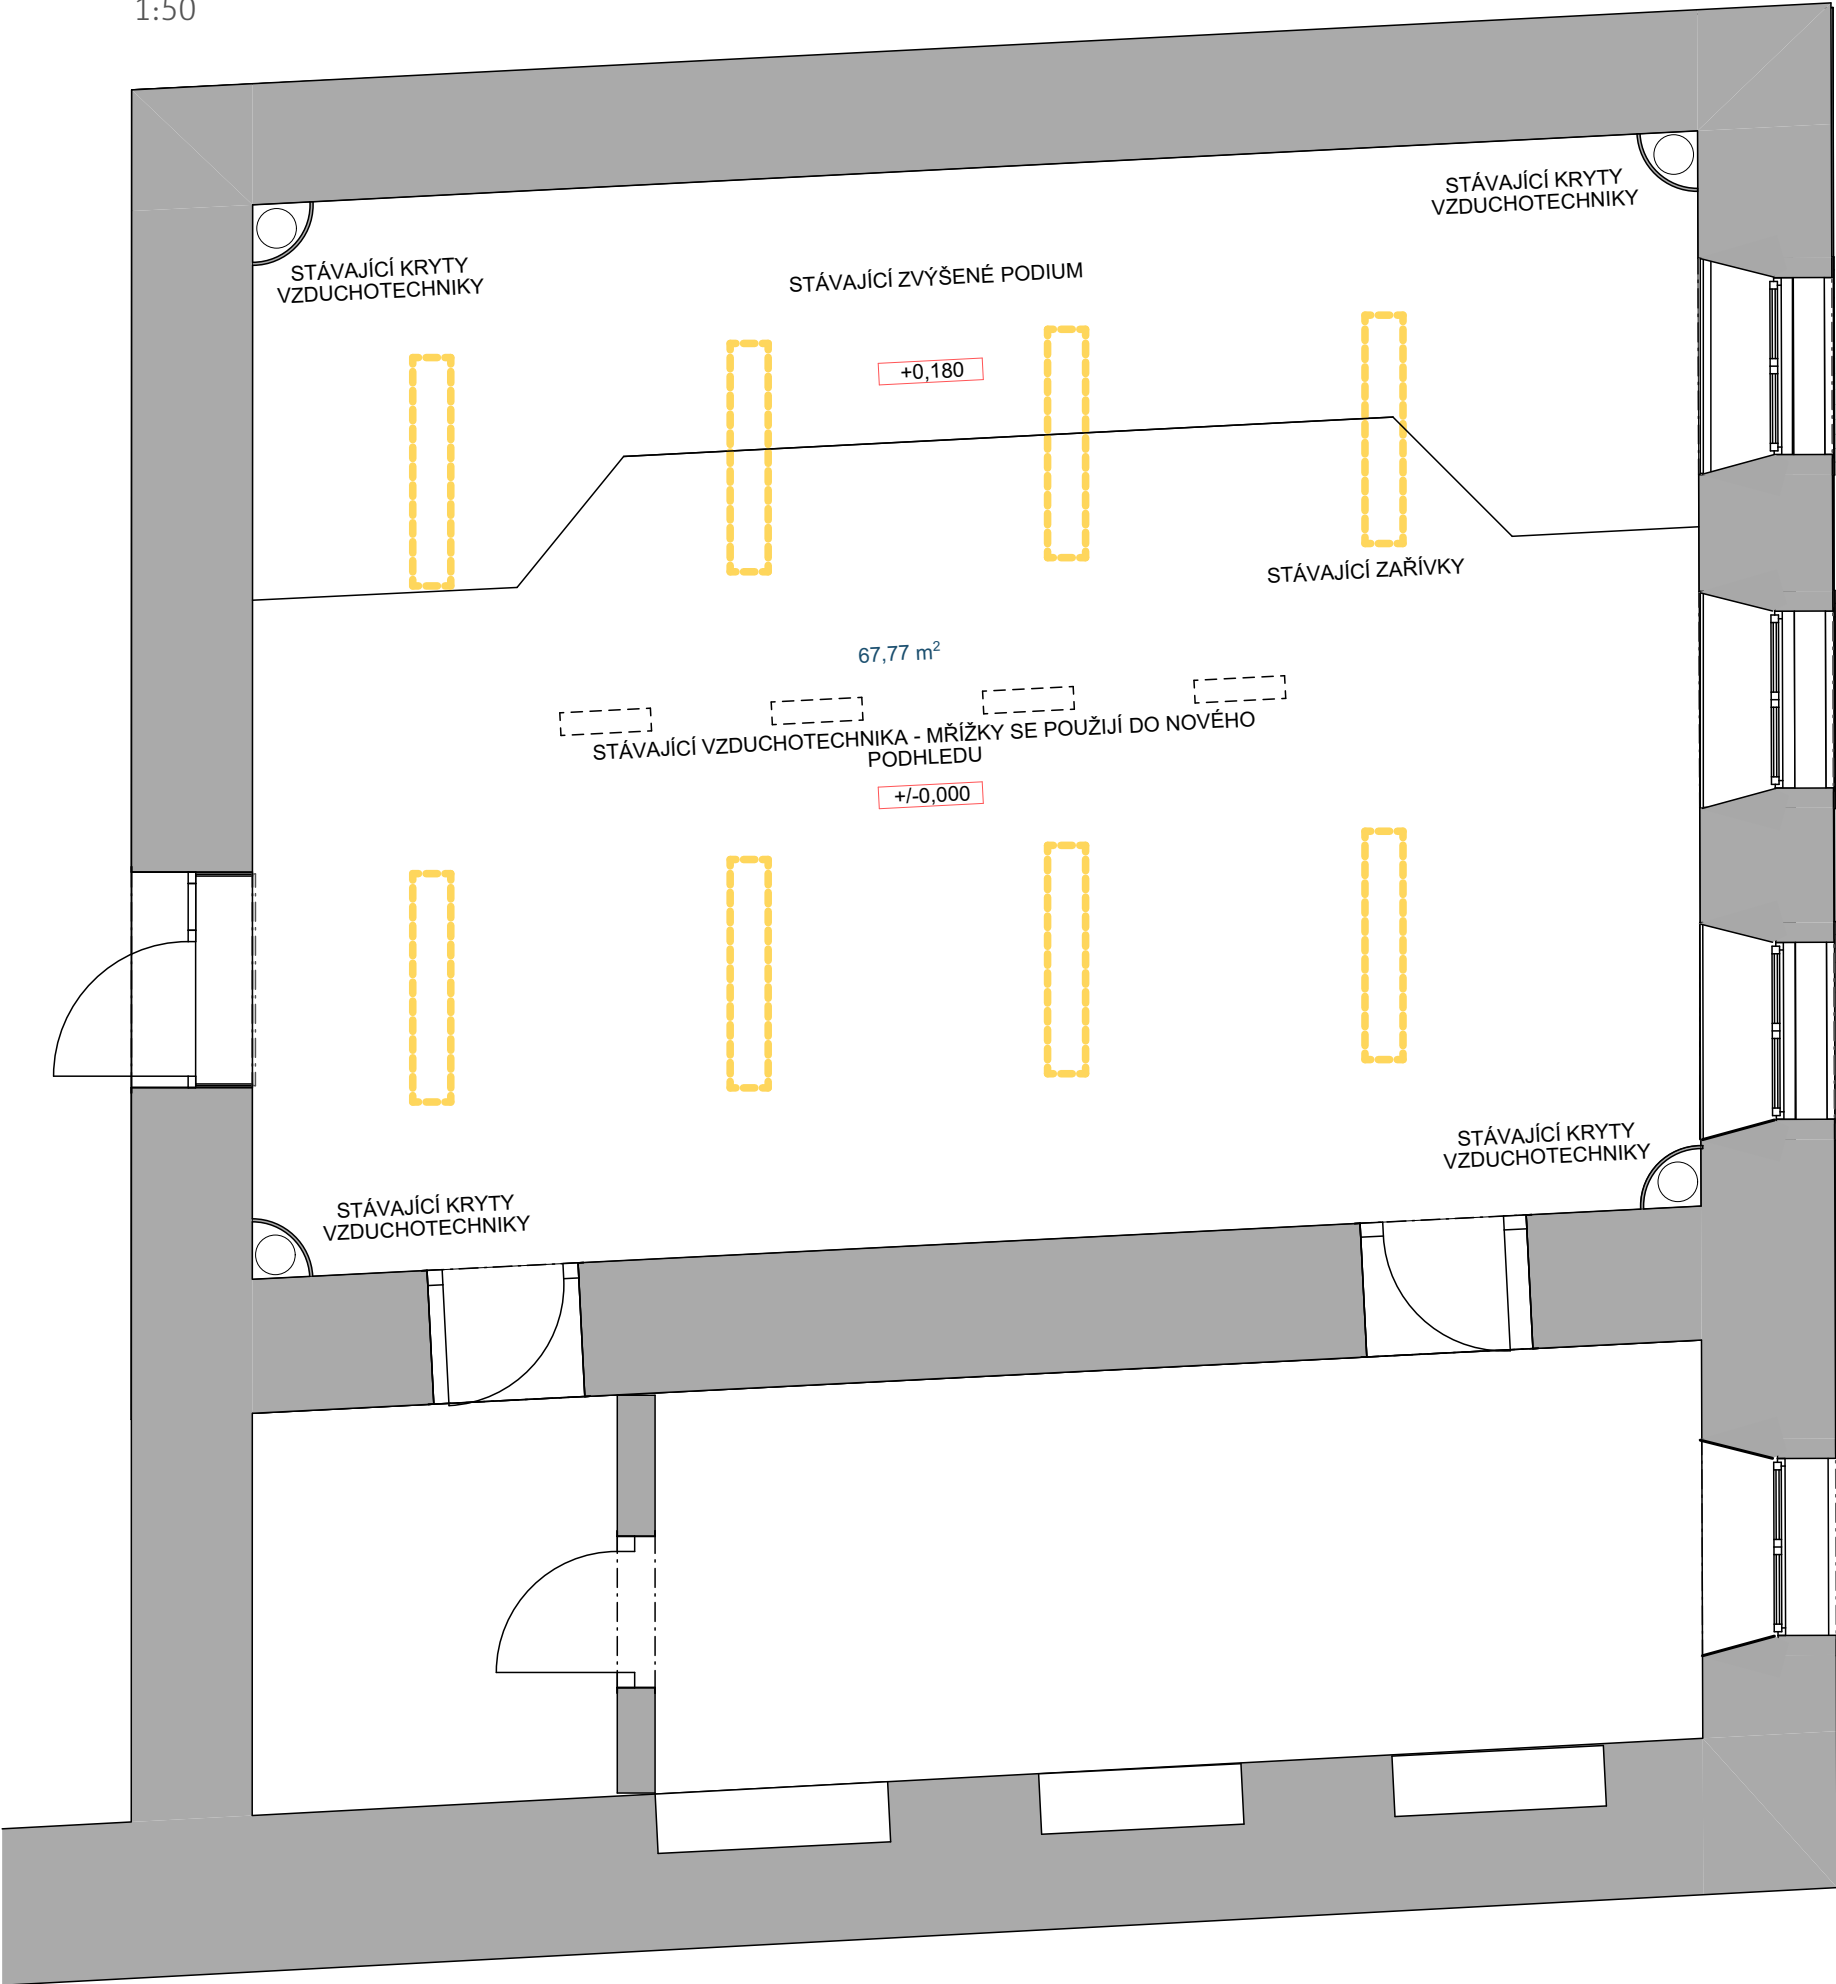 1:50
STÁVAJÍCÍ KRYTY
VZDUCHOTECHNIKY
STÁVAJÍCÍ KRYTY
VZDUCHOTECHNIKY
STÁVAJÍCÍ ZVÝŠENÉ PODIUM
+0,180
STÁVAJÍCÍ ZAŘÍVKY
67,77 m²
STÁVAJÍCÍ VZDUCHOTECHNIKA - MŘÍŽKY SE POUŽIJÍ DO NOVÉHO
PODHLEDU
+/-0,000
STÁVAJÍCÍ KRYTY
VZDUCHOTECHNIKY
STÁVAJÍCÍ KRYTY
VZDUCHOTECHNIKY